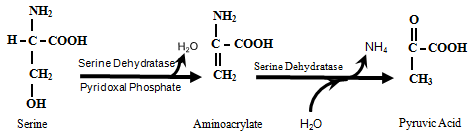 NH₂
H - C - COOH
CH₂
OH
Serine
Serine Dehydratase
Pyridoxal Phosphate
H₂O
NH₂
C - COOH
CH₂
Aminoacrylate
Serine Dehydratase
NH₄
H₂O
O
C - COOH
CH₃
Pyruvic Acid